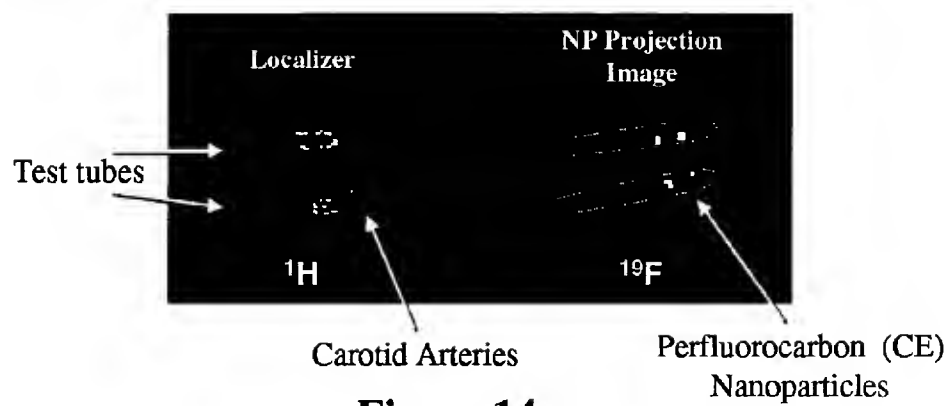 Localizer
NP Projection
Image
Test tubes
¹H
¹⁹F
Carotid Arteries
Perfluorocarbon (CE)
Nanoparticles